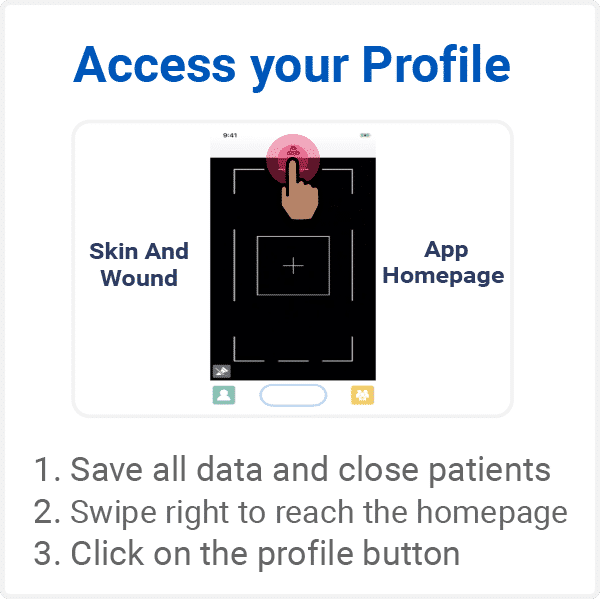 Access your Profile
9:41
Skin And
Wound
App
Homepage
1. Save all data and close patients
2. Swipe right to reach the homepage
3. Click on the profile button